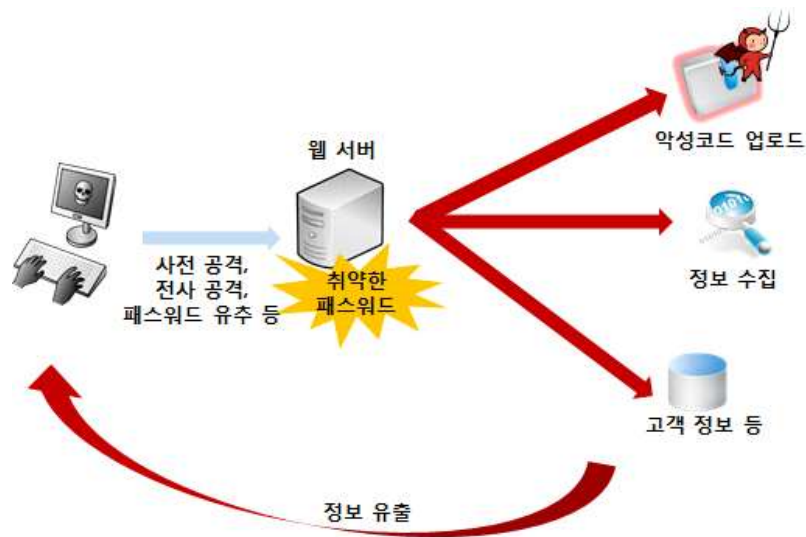 웹 서버
사전 공격,
전사 공격,
패스워드 유추 등
취약한
패스워드
악성코드 업로드
정보 수집
고객 정보 등
정보 유출